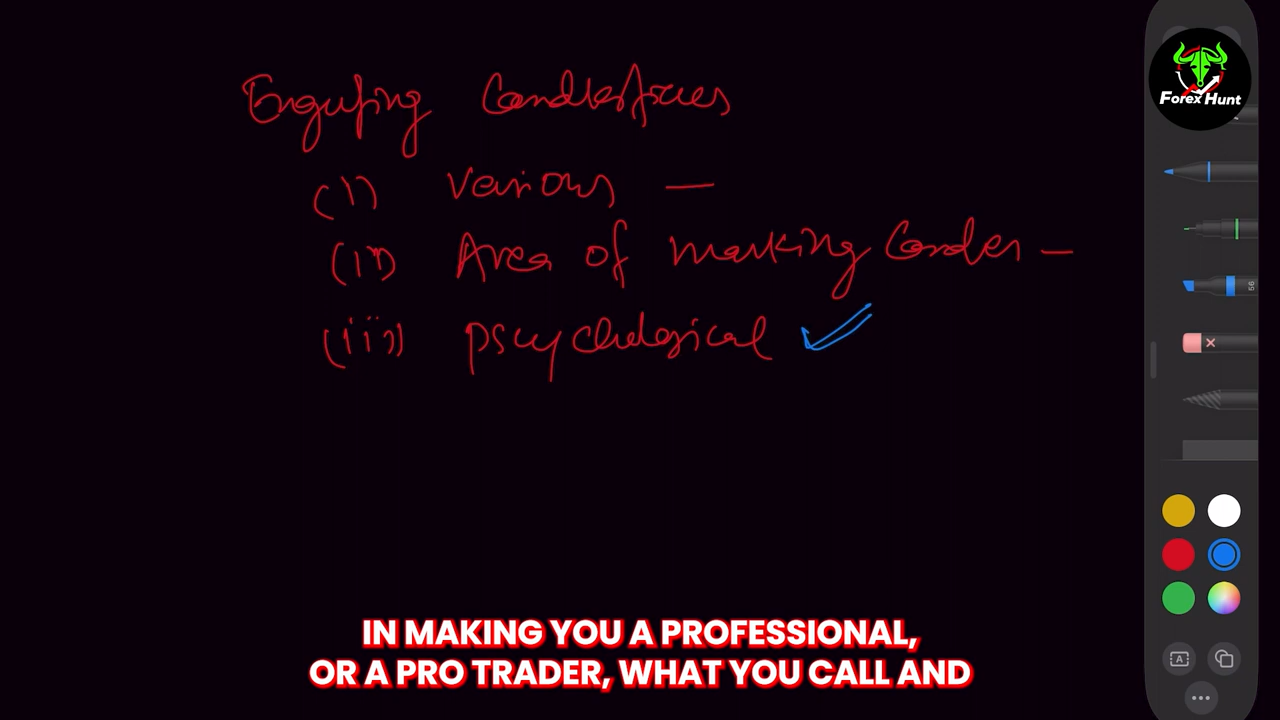 Engulfing Candlesticks
(i) various —
(ii) Area of marking Candles —
(iii) pscychological
Forex Hunt
IN MAKING YOU A PROFESSIONAL,
OR A PRO TRADER, WHAT YOU CALL AND